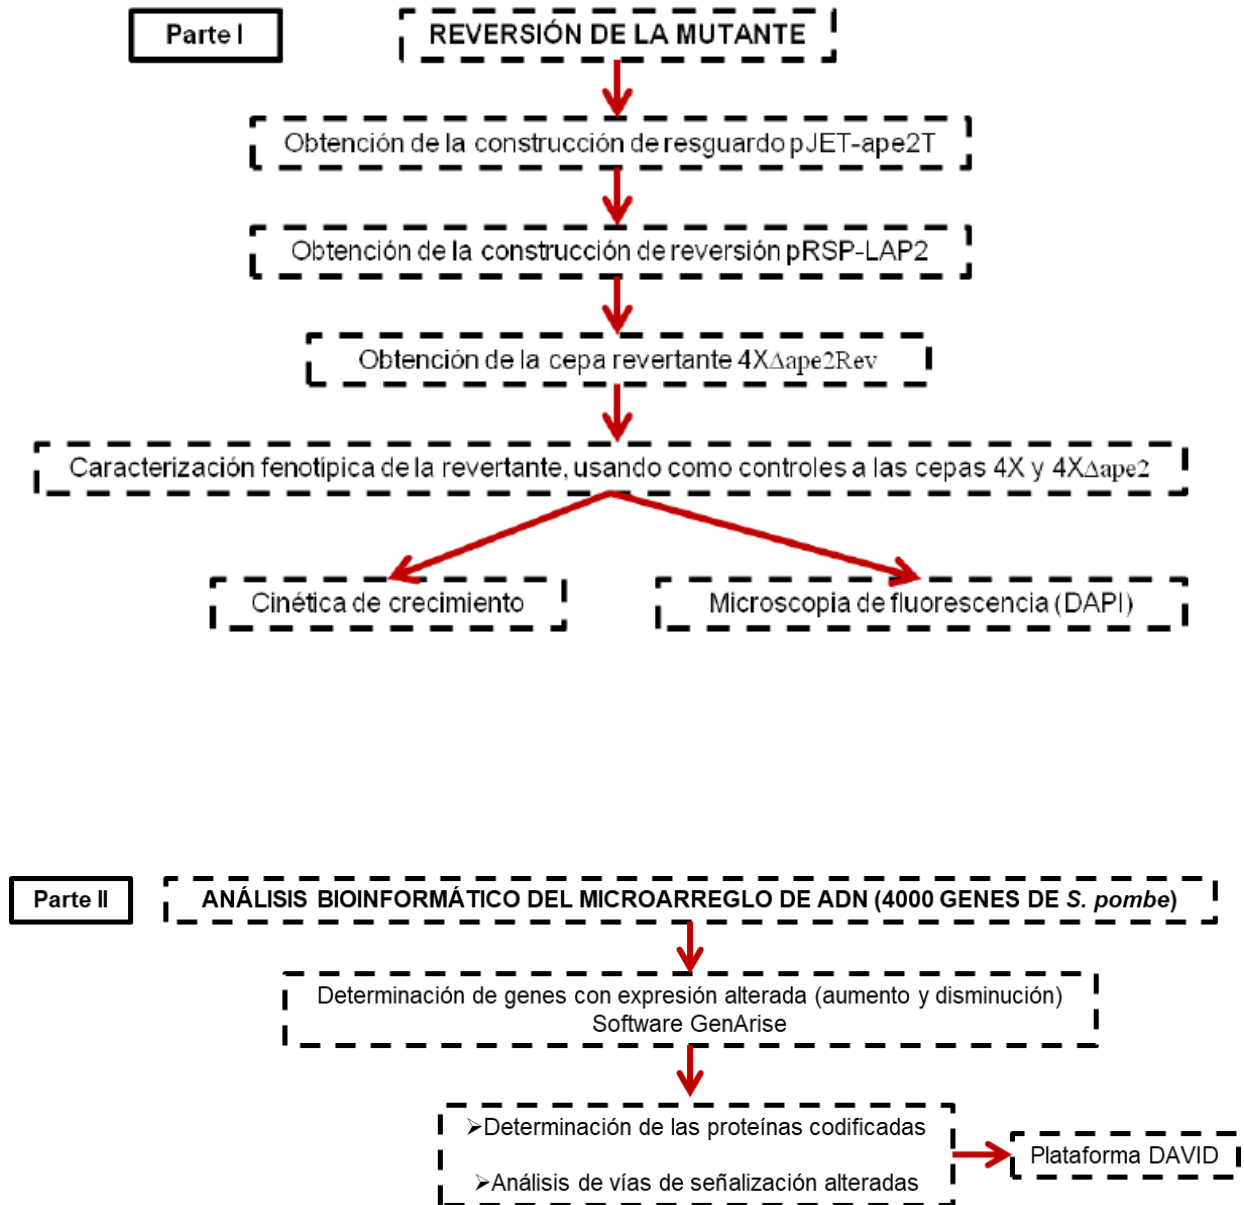 Parte I
REVERSIÓN DE LA MUTANTE
Obtención de la construcción de resguardo pJET-ape2T
Obtención de la construcción de reversión pRSP-LAP2
Obtención de la cepa revertante 4XΔape2Rev
Caracterización fenotípica de la revertante, usando como controles a las cepas 4X y 4XΔape2
Cinética de crecimiento
Microscopia de fluorescencia (DAPI)
Parte II
ANÁLISIS BIOINFORMÁTICO DEL MICROARREGLO DE ADN (4000 GENES DE S. pombe)
Determinación de genes con expresión alterada (aumento y disminución)
Software GenArise
➢Determinación de las proteínas codificadas
➢Análisis de vías de señalización alteradas
Plataforma DAVID